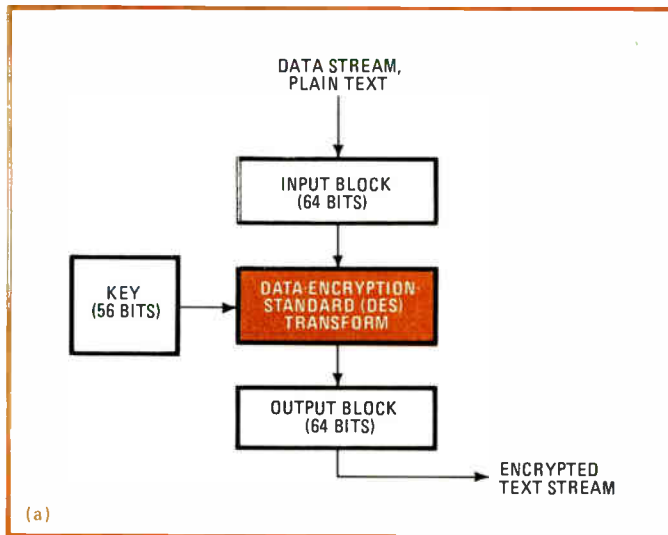 DATA STREAM,
PLAIN TEXT
INPUT BLOCK
(64 BITS)
KEY
(56 BITS)
DATA-ENCRYPTION-
STANDARD (DES)
TRANSFORM
OUTPUT BLOCK
(64 BITS)
ENCRYPTED
TEXT STREAM
(a)